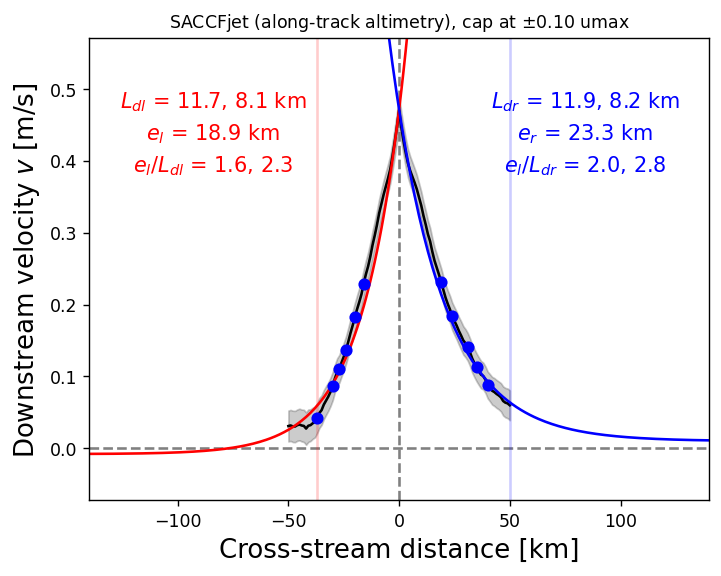 SACCFjet (along-track altimetry), cap at ±0.10 umax
L_dl = 11.7, 8.1 km
e_l = 18.9 km
e_l/L_dl = 1.6, 2.3
L_dr = 11.9, 8.2 km
e_r = 23.3 km
e_l/L_dr = 2.0, 2.8
Downstream velocity v [m/s]
0.5
0.4
0.3
0.2
0.1
0.0
−100
−50
0
50
100
Cross-stream distance [km]